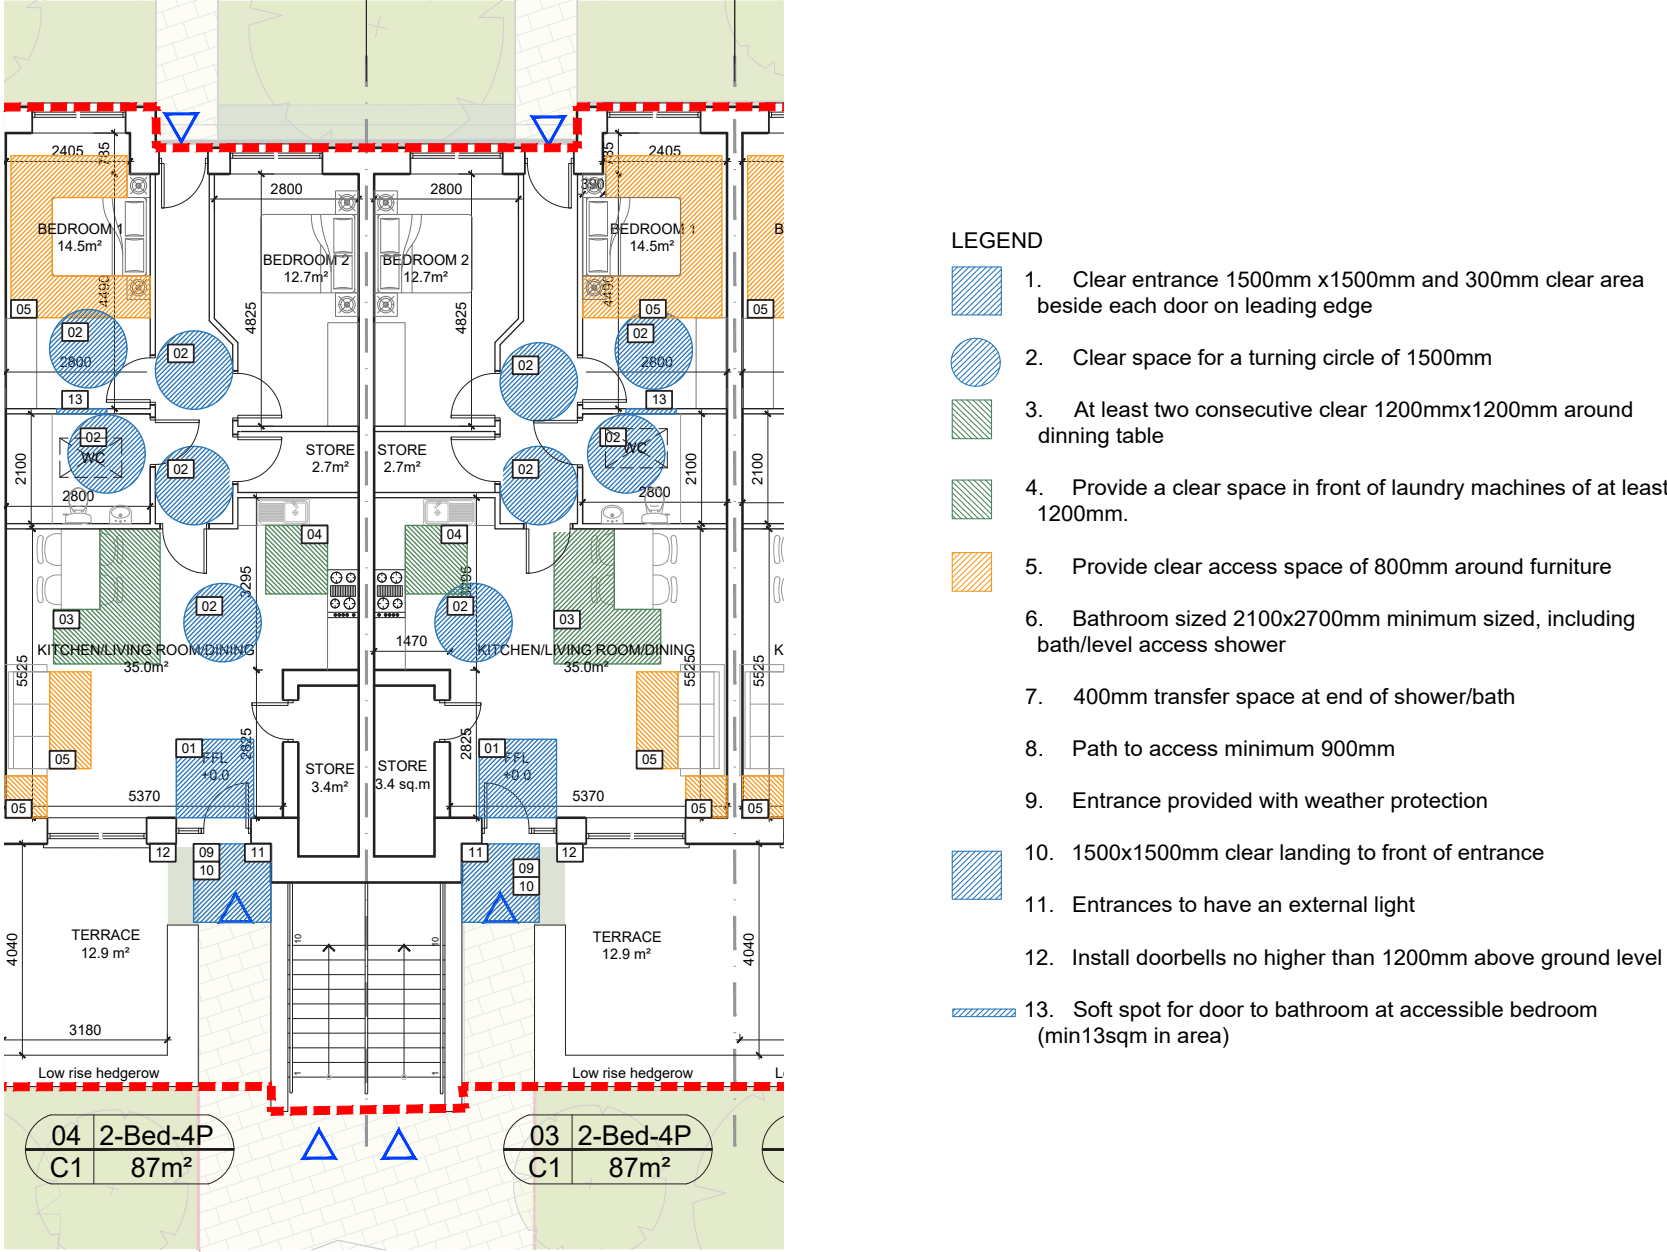 2405
735
2800
2800
735
2405
390
BEDROOM 1
14.5m²
BEDROOM 2
12.7m²
BEDROOM 2
12.7m²
BEDROOM 1
14.5m²
B
4490
4825
4825
4490
05
05
05
02
02
02
02
2800
2800
13
13
02
02
WC
WC
02
02
STORE
2.7m²
STORE
2.7m²
2100
2100
2100
2800
2800
04
04
3295
3295
02
02
03
03
1470
KITCHEN/LIVING ROOM/DINING
35.0m²
KITCHEN/LIVING ROOM/DINING
35.0m²
K
5525
5525
5525
05
05
01
01
FFL
+0.0
FFL
+0.0
2825
2825
STORE
3.4m²
STORE
3.4 sq.m
5370
5370
05
05
05
12
09
10
11
11
09
10
12
TERRACE
12.9 m²
TERRACE
12.9 m²
4040
4040
10
10
1
1
3180
Low rise hedgerow
Low rise hedgerow
L
04 2-Bed-4P
C1 87m²
03 2-Bed-4P
C1 87m²
LEGEND
1. Clear entrance 1500mm x1500mm and 300mm clear area
beside each door on leading edge
2. Clear space for a turning circle of 1500mm
3. At least two consecutive clear 1200mmx1200mm around
dinning table
4. Provide a clear space in front of laundry machines of at least
1200mm.
5. Provide clear access space of 800mm around furniture
6. Bathroom sized 2100x2700mm minimum sized, including
bath/level access shower
7. 400mm transfer space at end of shower/bath
8. Path to access minimum 900mm
9. Entrance provided with weather protection
10. 1500x1500mm clear landing to front of entrance
11. Entrances to have an external light
12. Install doorbells no higher than 1200mm above ground level
13. Soft spot for door to bathroom at accessible bedroom
(min13sqm in area)